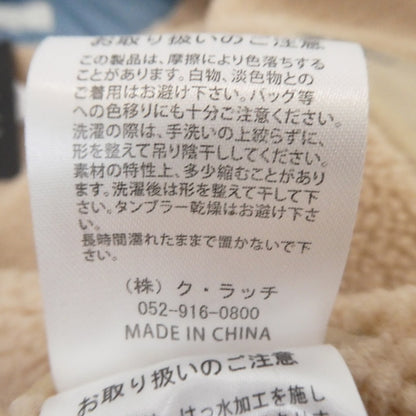 お取り扱いのご注意
この製品は、摩擦により色落ちする
ことがあります。白物、淡色物との
ご着用はお避け下さい。バッグ等
への色移りにも十分ご注意ください。
洗濯の際は、手洗いの上絞らずに、
形を整えて吊り陰干ししてください。
素材の特性上、多少縮むことがあり
ます。洗濯後は形を整えて干して下さ
い。タンブラー乾燥はお避け下さ
い。
長時間濡れたままで置かないで下さ
い。
(株)ク・ラッチ
052-916-0800
MADE IN CHINA
お取り扱いのご注意
はっ水加工を施し